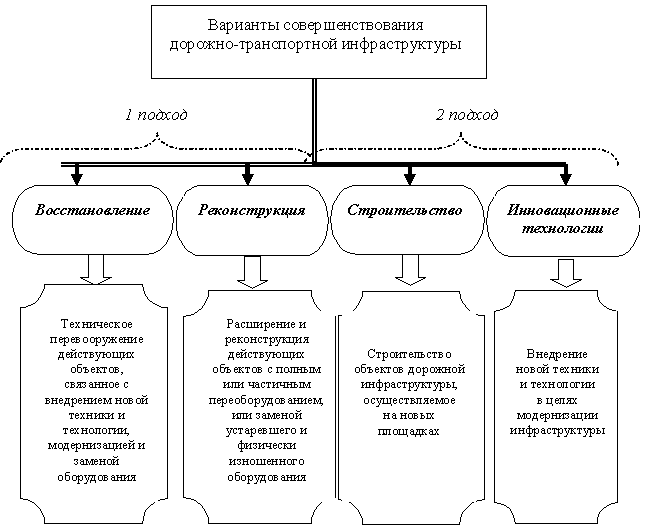 Варианты совершенствования
дорожно-транспортной инфраструктуры
1 подход
2 подход
Восстановление
Реконструкция
Строительство
Инновационные
технологии
Техническое
перевооружение
действующих
объектов,
связанное с
внедрением новой
техники и
технологии,
модернизацией и
заменой
оборудования
Расширение и
реконструкция
действующих
объектов с полным
или частичным
переоборудованием,
или заменой
устаревшего и
физически
изношенного
оборудования
Строительство
объектов дорожной
инфраструктуры,
осуществляемое
на новых
площадках
Внедрение
новой техники
и технологии
в целях
модернизации
инфраструктуры